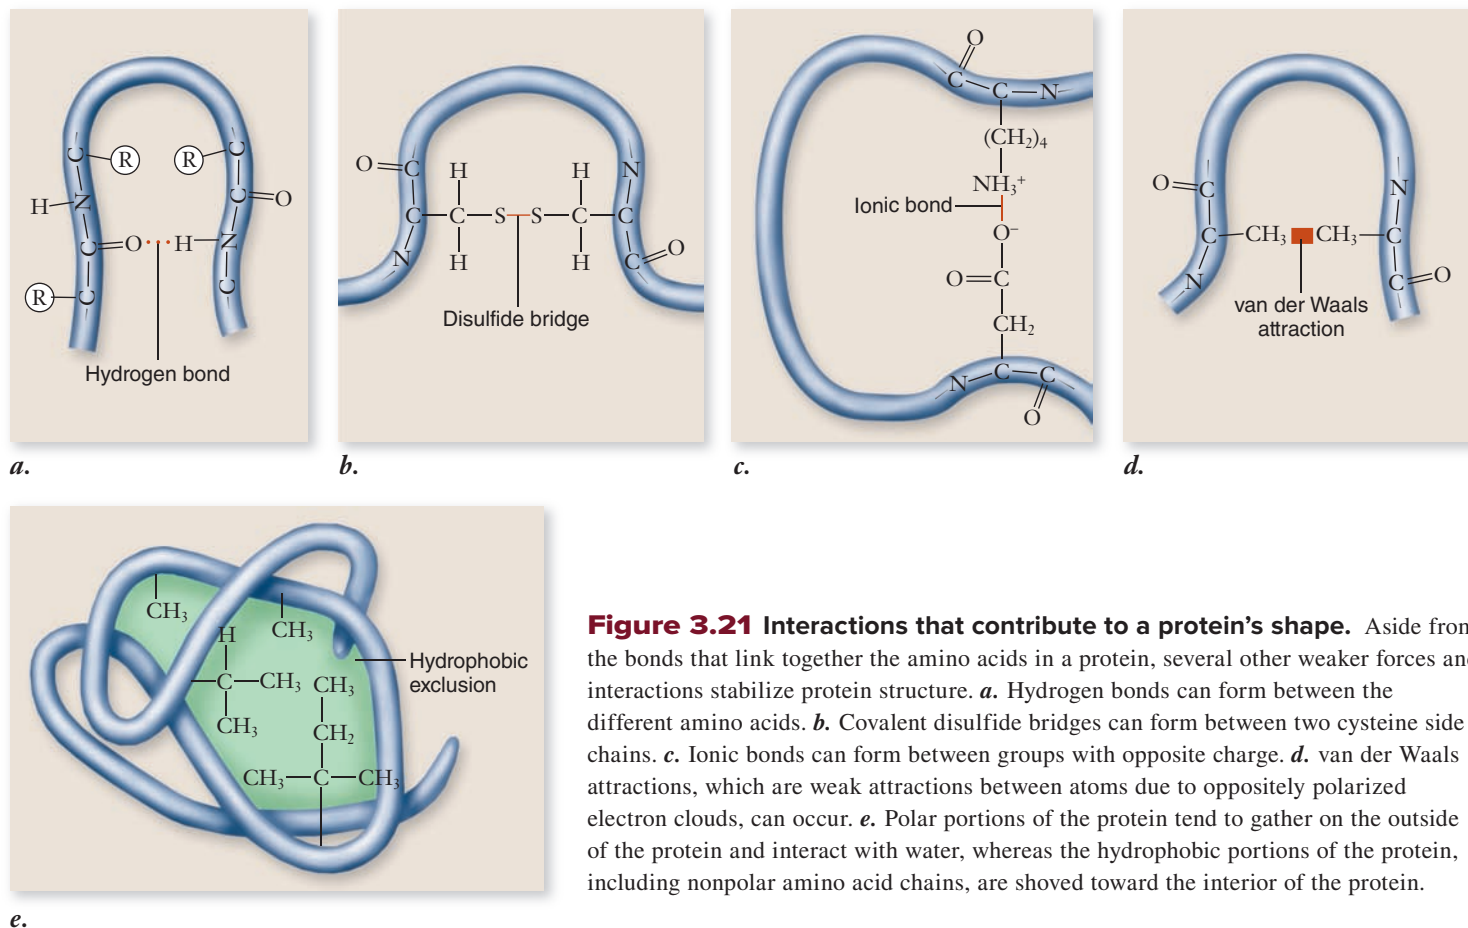 C
R
R
C
H
N
C
O
C
O
H
N
R
C
C
Hydrogen bond
a.
O
C
H
H
N
C
C
S
S
C
C
N
H
H
C
O
Disulfide bridge
b.
O
C
C
N
(CH₂)₄
NH₃⁺
Ionic bond
O⁻
O
C
CH₂
N
C
C
O
c.
O
C
N
C
CH₃
CH₃
C
N
C
O
van der Waals
attraction
d.
CH₃
H
CH₃
C
CH₃
CH₃
CH₃
CH₂
CH₃
C
CH₃
Hydrophobic
exclusion
e.
Figure 3.21 Interactions that contribute to a protein's shape. Aside from
the bonds that link together the amino acids in a protein, several other weaker forces
interactions stabilize protein structure. a. Hydrogen bonds can form between the
different amino acids. b. Covalent disulfide bridges can form between two cysteine side
chains. c. Ionic bonds can form between groups with opposite charge. d. van der Waals
attractions, which are weak attractions between atoms due to oppositely polarized
electron clouds, can occur. e. Polar portions of the protein tend to gather on the outside
of the protein and interact with water, whereas the hydrophobic portions of the protein,
including nonpolar amino acid chains, are shoved toward the interior of the protein.